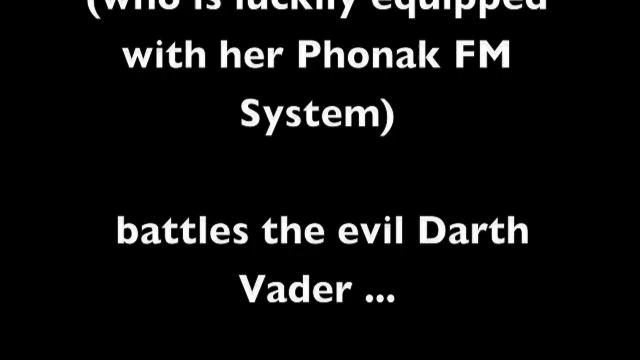 (who is luckily equipped
with her Phonak FM
System)
battles the evil Darth
Vader ...